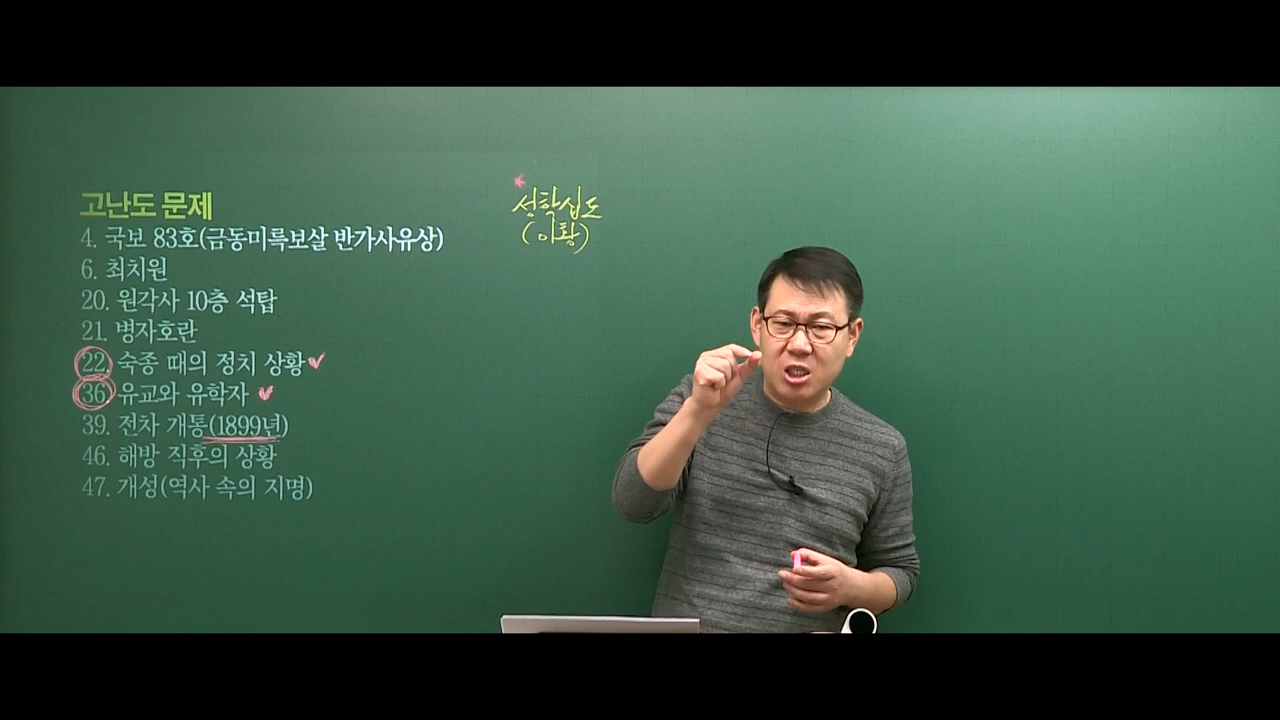 고난도 문제
4. 국보 83호(금동미륵보살 반가사유상)
6. 최치원
20. 원각사 10층 석탑
21. 병자호란
22. 숙종 때의 정치 상황
36. 유교와 유학자
39. 전차 개통(1899년)
46. 해방 직후의 상황
47. 개성(역사 속의 지명)
성학십도
(이황)